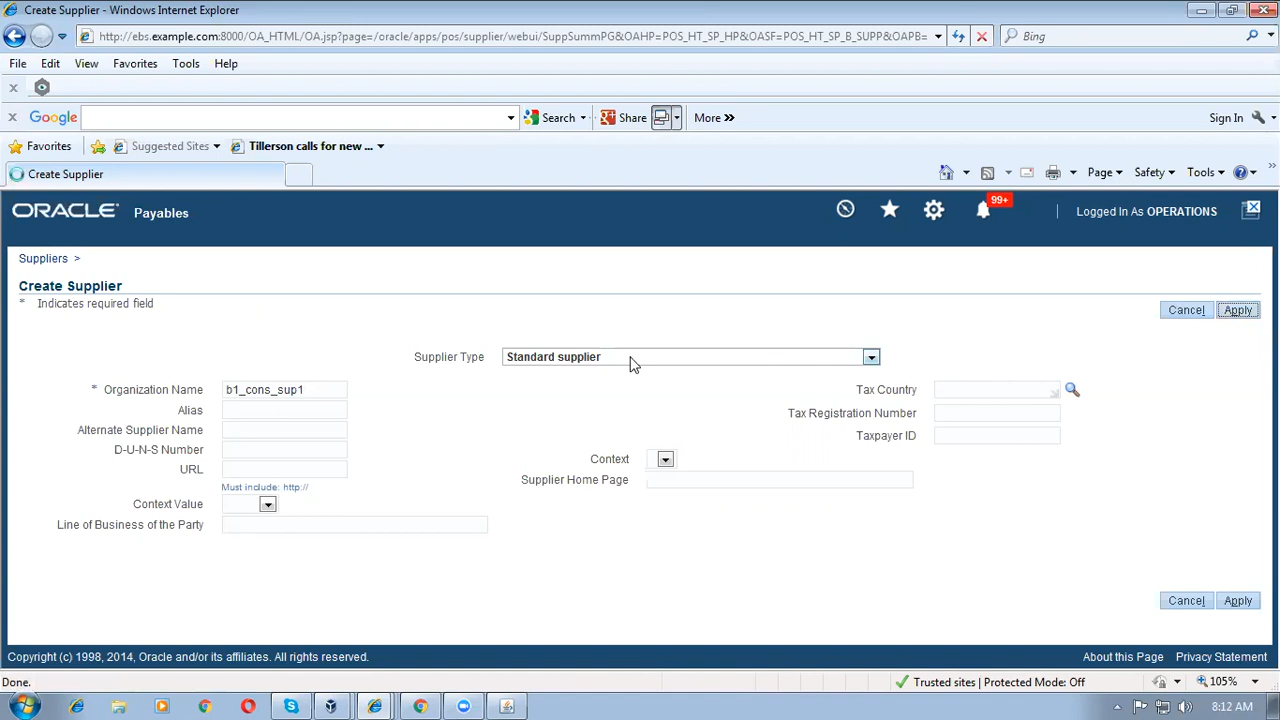 Create Supplier - Windows Internet Explorer
http://ebs.example.com:8000/OA_HTML/OA.jsp?page=/oracle/apps/pos/supplier/webui/SuppSummPG&OAHP=POS_HT_SP_HP&OASF=POS_HT_SP_B_SUPP&OAPB=
Bing
File Edit View Favorites Tools Help
Google Search Share More » Sign In
Favorites Suggested Sites Tillerson calls for new ...
Create Supplier
Page Safety Tools
ORACLE Payables
99+
Logged In As OPERATIONS
Suppliers >
Create Supplier
* Indicates required field
Cancel Apply
Supplier Type Standard supplier
* Organization Name b1_cons_sup1
Alias
Alternate Supplier Name
D-U-N-S Number
URL
Must include: http://
Context Value
Line of Business of the Party
Context
Supplier Home Page
Tax Country
Tax Registration Number
Taxpayer ID
Cancel Apply
Copyright (c) 1998, 2014, Oracle and/or its affiliates. All rights reserved.
About this Page Privacy Statement
Done. Trusted sites | Protected Mode: Off 105%
8:12 AM